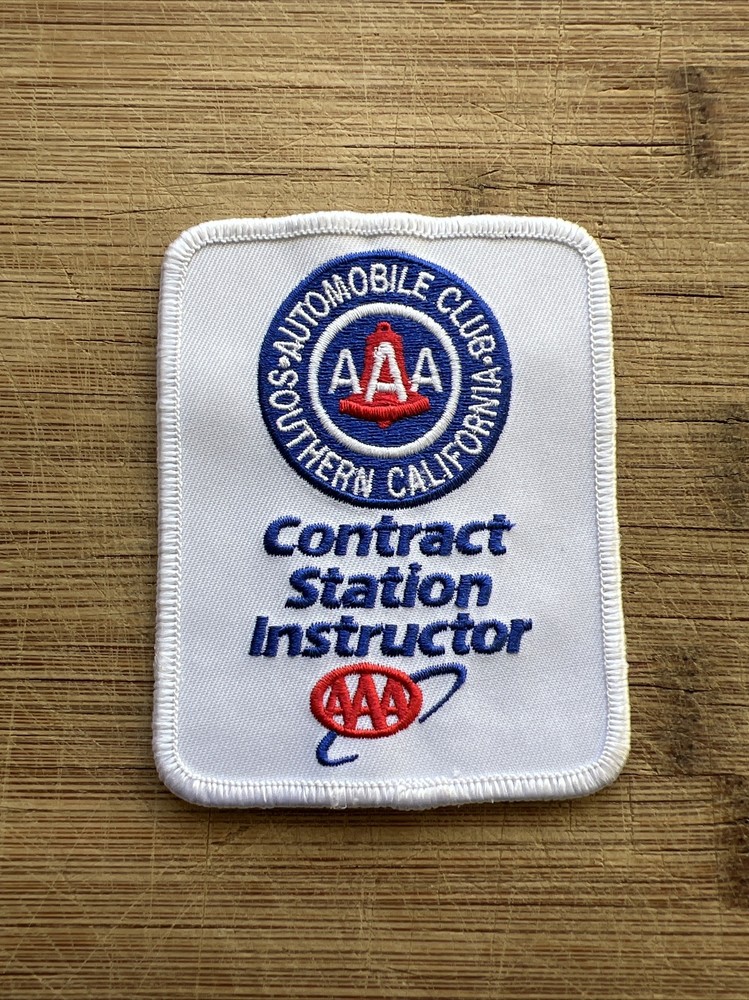 AUTOMOBILE CLUB
SOUTHERN CALIFORNIA
AAA
Contract
Station
Instructor
AAA